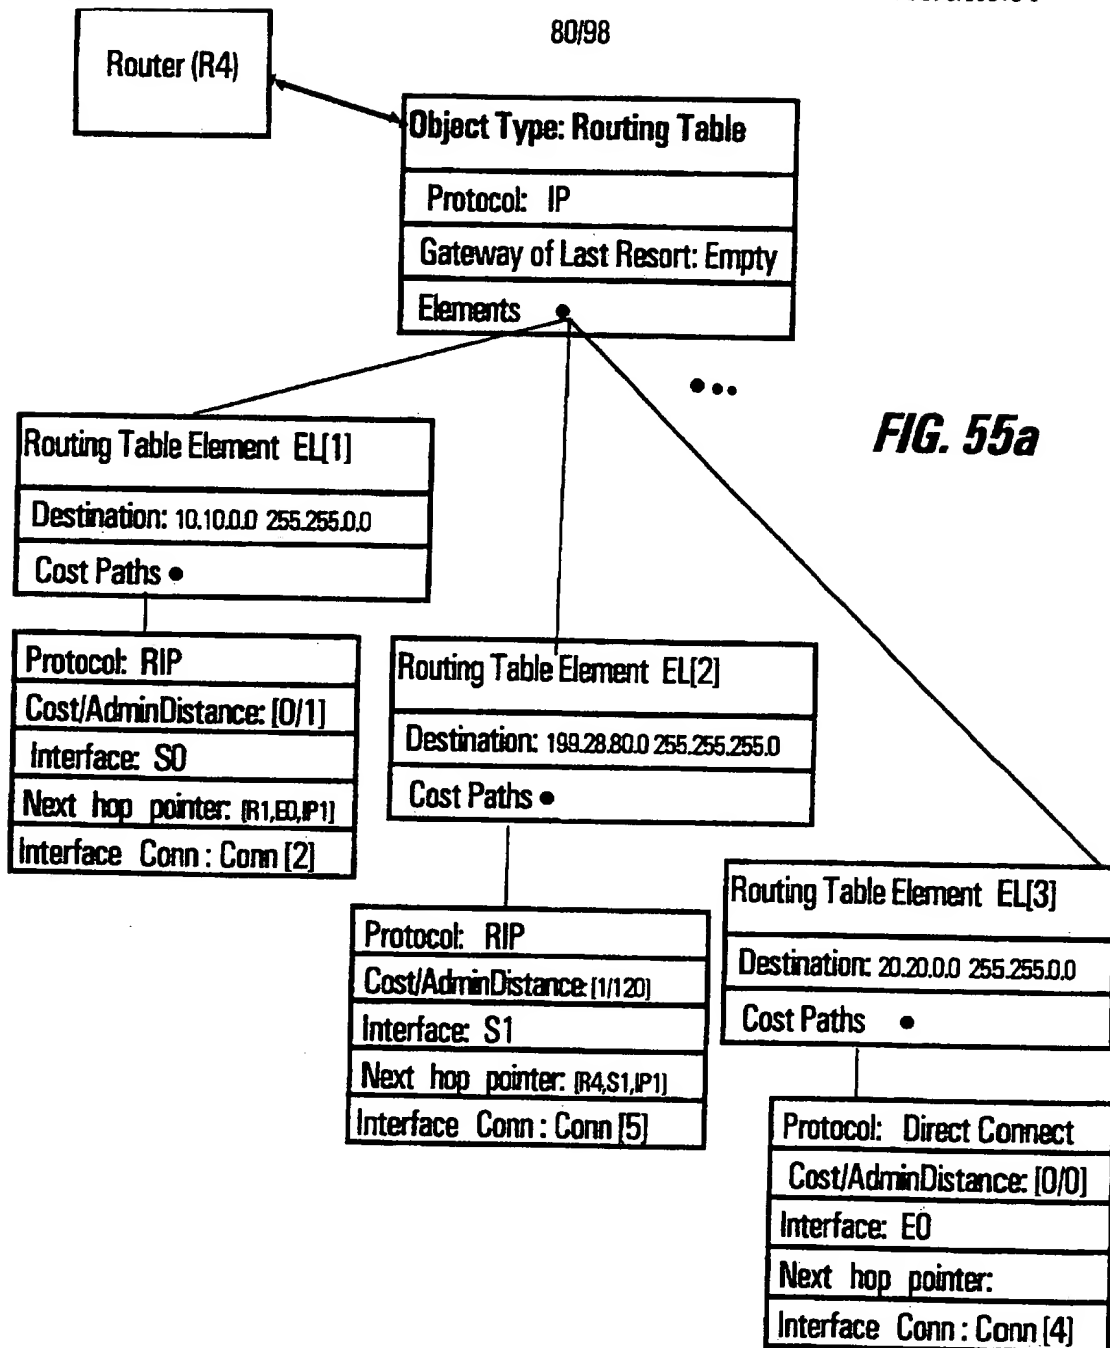 80/98
Router (R4)
Object Type: Routing Table
Protocol: IP
Gateway of Last Resort: Empty
Elements
FIG. 55a
Routing Table Element EL[1]
Destination: 10.10.0.0 255.255.0.0
Cost Paths
Protocol: RIP
Cost/AdminDistance: [0/1]
Interface: S0
Next hop pointer: [R1,E0,IP1]
Interface Conn : Conn [2]
Routing Table Element EL[2]
Destination: 199.28.80.0 255.255.255.0
Cost Paths
Protocol: RIP
Cost/AdminDistance: [1/120]
Interface: S1
Next hop pointer: [R4,S1,IP1]
Interface Conn : Conn [5]
Routing Table Element EL[3]
Destination: 20.20.0.0 255.255.0.0
Cost Paths
Protocol: Direct Connect
Cost/AdminDistance: [0/0]
Interface: E0
Next hop pointer:
Interface Conn : Conn [4]